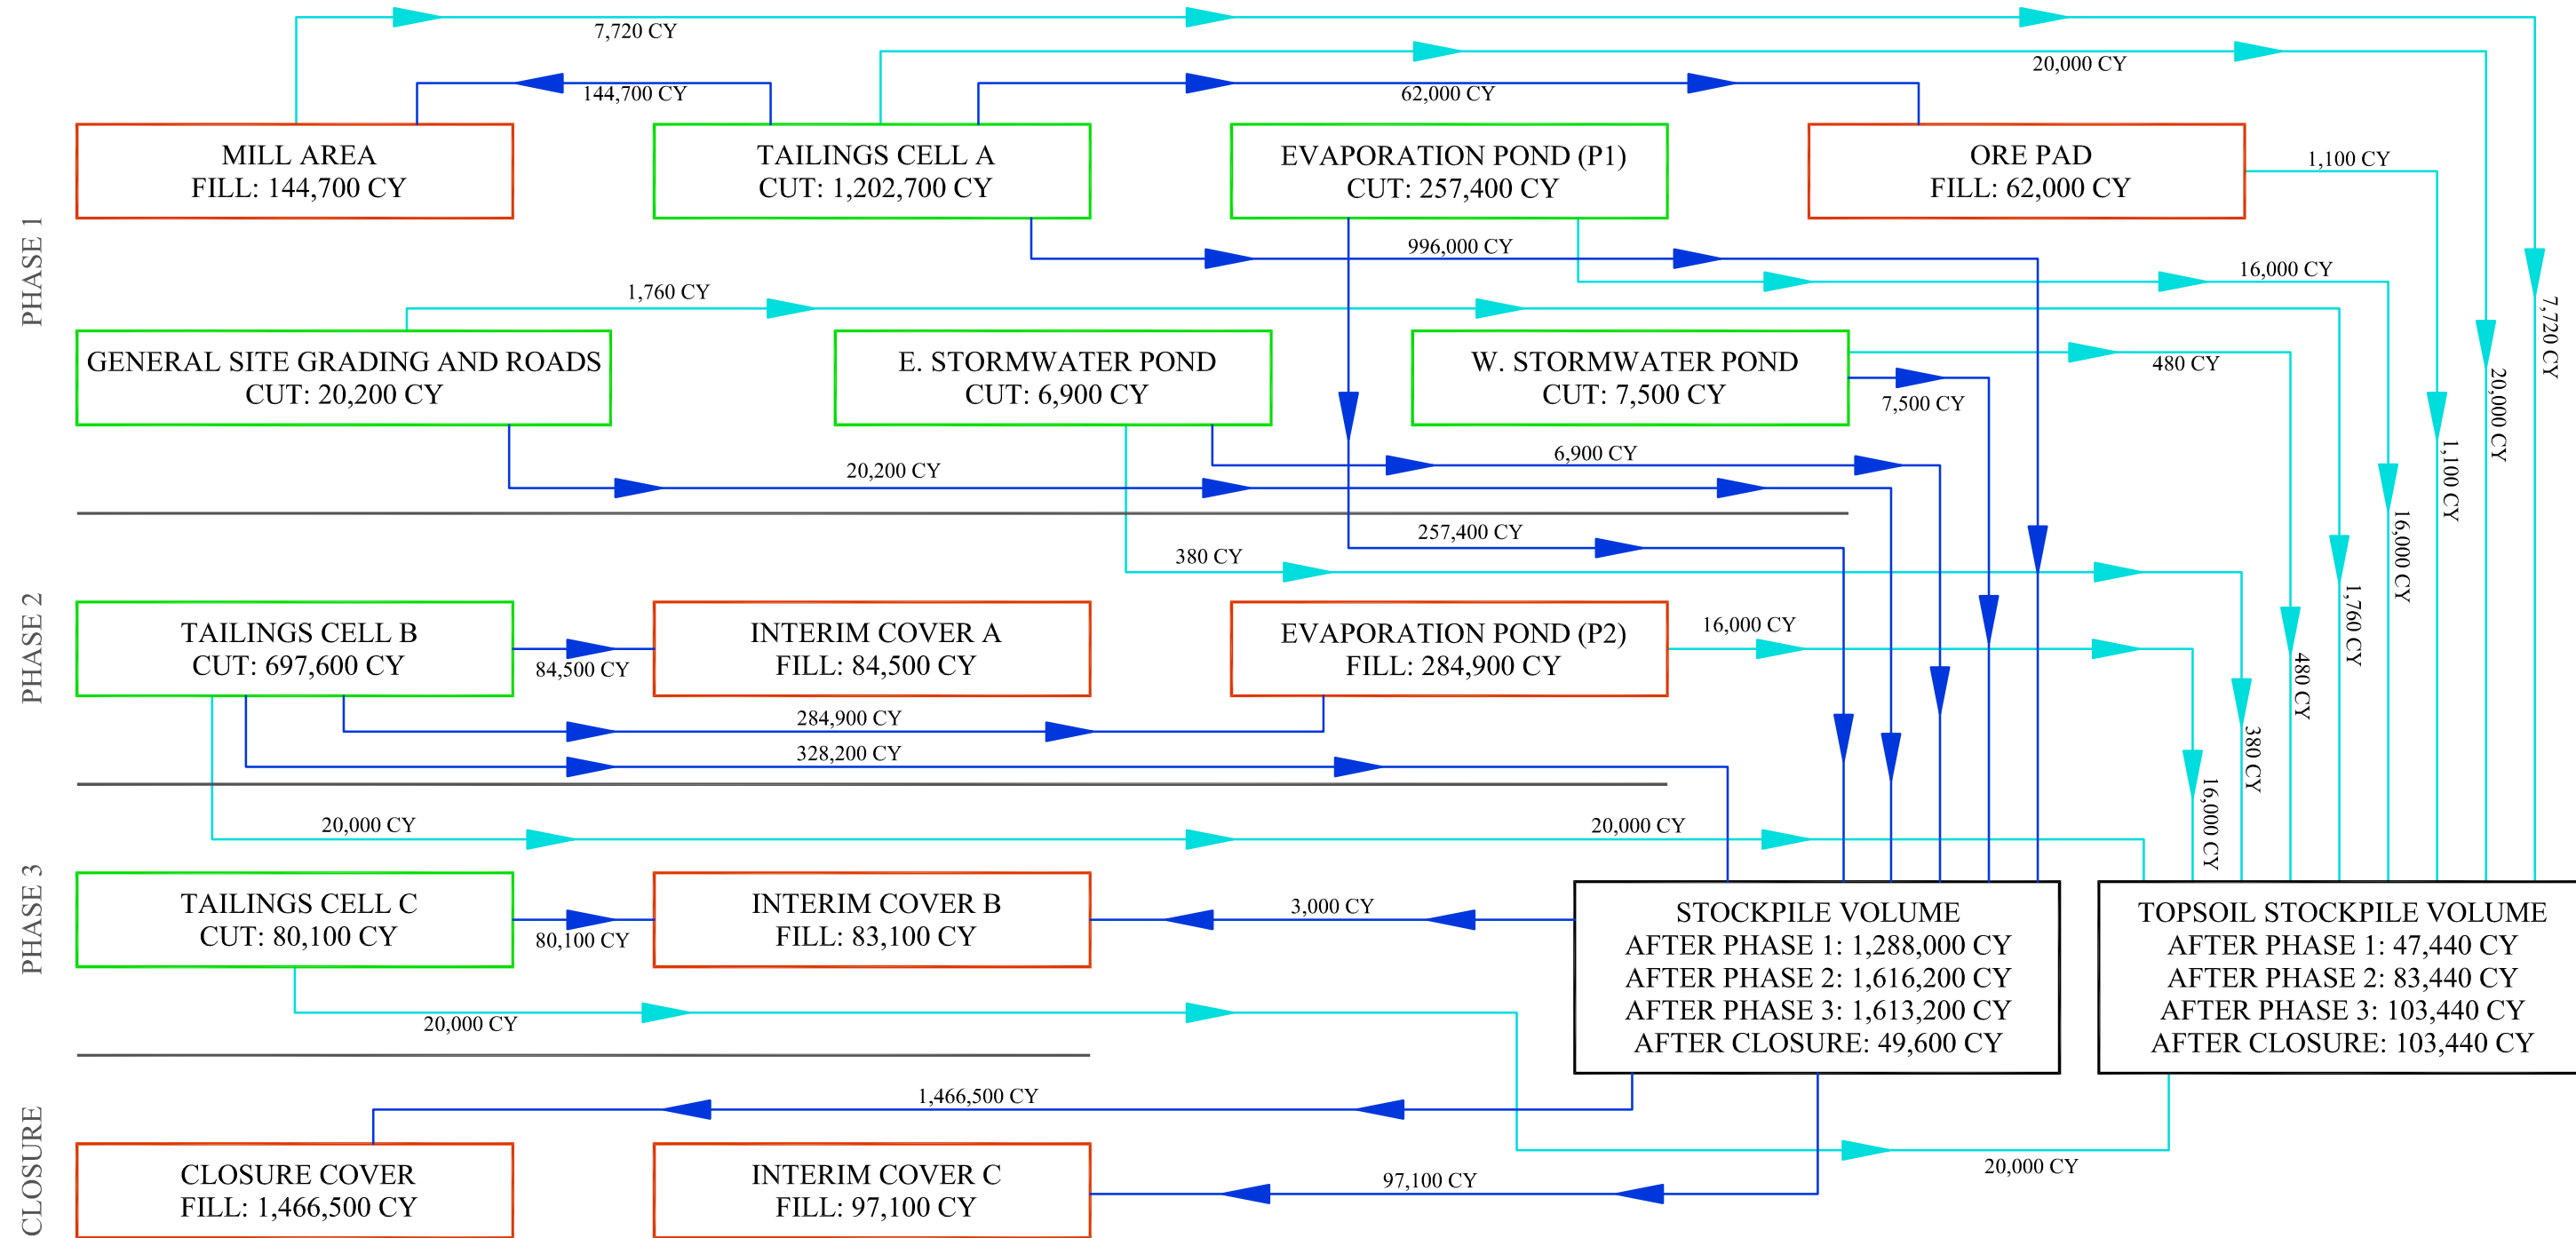 7,720 CY
20,000 CY
144,700 CY
62,000 CY
PHASE 1
MILL AREA
FILL: 144,700 CY
TAILINGS CELL A
CUT: 1,202,700 CY
EVAPORATION POND (P1)
CUT: 257,400 CY
ORE PAD
FILL: 62,000 CY
1,100 CY
996,000 CY
16,000 CY
1,760 CY
7,720 CY
GENERAL SITE GRADING AND ROADS
CUT: 20,200 CY
E. STORMWATER POND
CUT: 6,900 CY
W. STORMWATER POND
CUT: 7,500 CY
480 CY
7,500 CY
20,000 CY
6,900 CY
20,200 CY
1,100 CY
257,400 CY
380 CY
16,000 CY
PHASE 2
TAILINGS CELL B
CUT: 697,600 CY
84,500 CY
INTERIM COVER A
FILL: 84,500 CY
EVAPORATION POND (P2)
FILL: 284,900 CY
16,000 CY
1,760 CY
480 CY
284,900 CY
328,200 CY
380 CY
16,000 CY
20,000 CY
20,000 CY
PHASE 3
TAILINGS CELL C
CUT: 80,100 CY
80,100 CY
INTERIM COVER B
FILL: 83,100 CY
3,000 CY
STOCKPILE VOLUME
AFTER PHASE 1: 1,288,000 CY
AFTER PHASE 2: 1,616,200 CY
AFTER PHASE 3: 1,613,200 CY
AFTER CLOSURE: 49,600 CY
TOPSOIL STOCKPILE VOLUME
AFTER PHASE 1: 47,440 CY
AFTER PHASE 2: 83,440 CY
AFTER PHASE 3: 103,440 CY
AFTER CLOSURE: 103,440 CY
20,000 CY
1,466,500 CY
CLOSURE
CLOSURE COVER
FILL: 1,466,500 CY
INTERIM COVER C
FILL: 97,100 CY
97,100 CY
20,000 CY